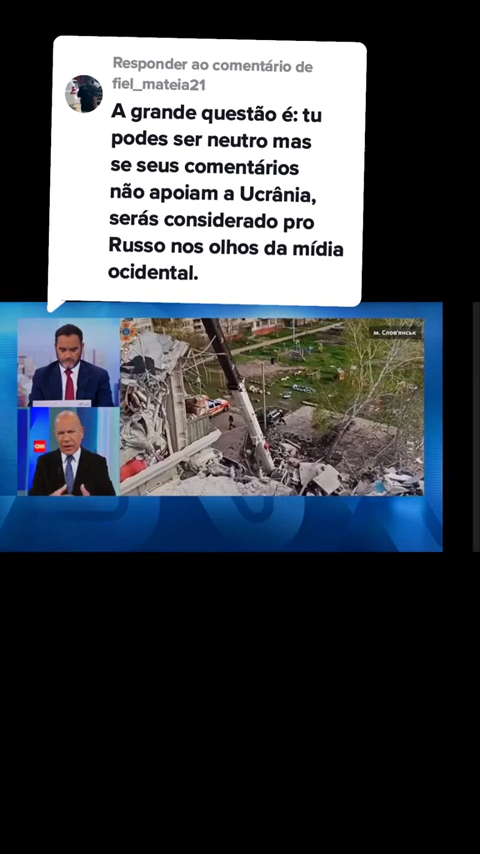 Responder ao comentário de
fiel_mateia21
A grande questão é: tu
podes ser neutro mas
se seus comentários
não apoiam a Ucrânia,
serás considerado pro
Russo nos olhos da mídia
ocidental.
м. Слов'янськ
CNN